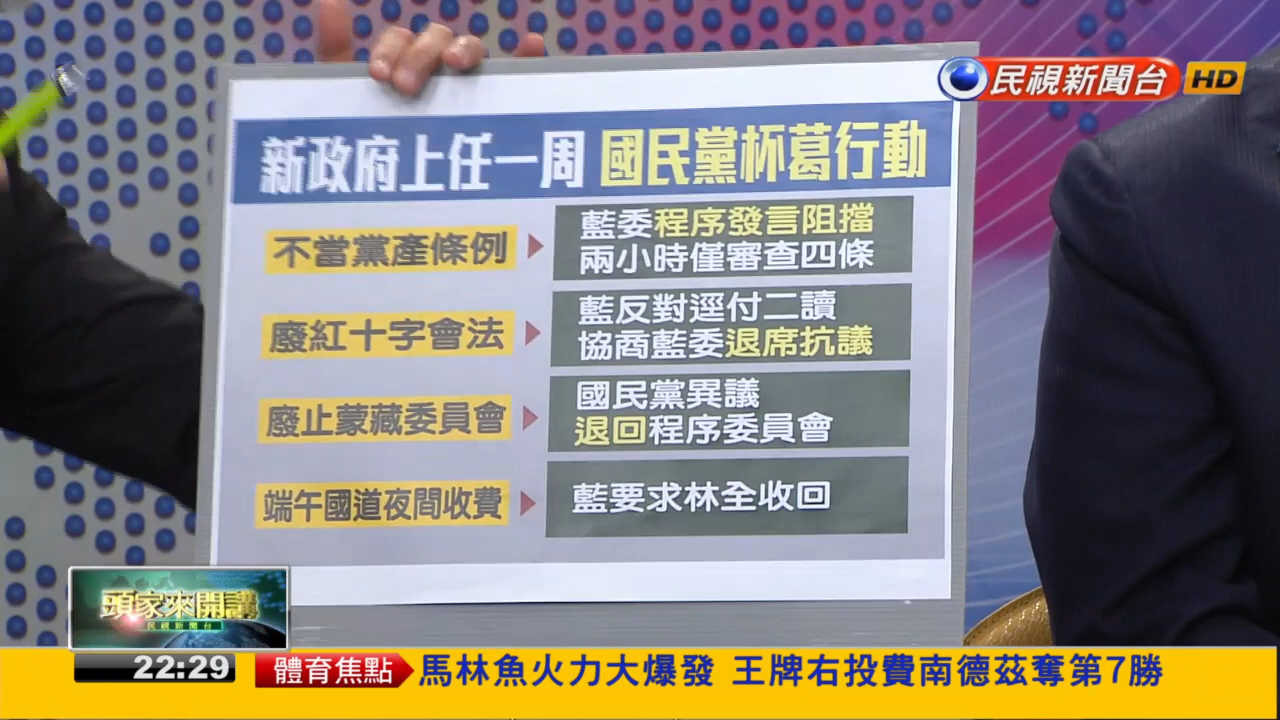 民視新聞台 HD
新政府上任一周 國民黨杯葛行動
不當黨產條例
藍委程序發言阻擋
兩小時僅審查四條
廢紅十字會法
藍反對逕付二讀
協商藍委退席抗議
廢止蒙藏委員會
國民黨異議
退回程序委員會
端午國道夜間收費
藍要求林全收回
頭家來開講
民視新聞台
22:29
體育焦點
馬林魚火力大爆發 王牌右投費南德茲奪第7勝